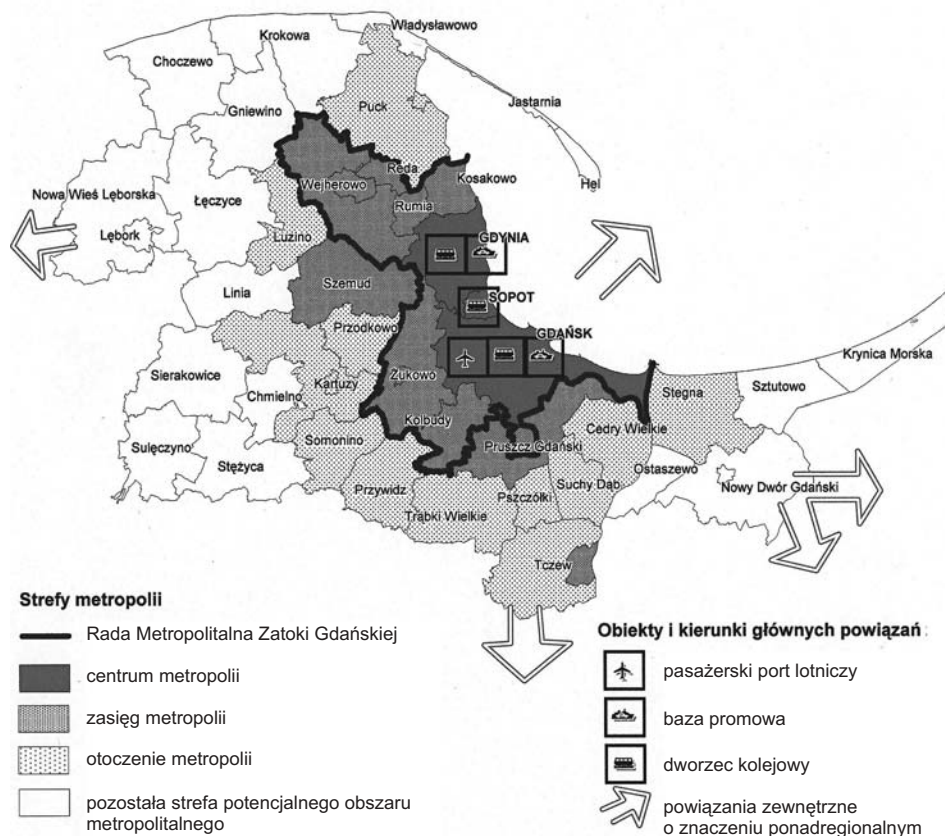 Władysławowo
Krokowa
Choczewo
Puck
Jastarnia
Gniewino
Reda
Kosakowo
Hel
Nowa Wieś Lęborska
Wejherowo
Łęczyce
Rumia
Lębork
Luzino
GDYNIA
Szemud
Linia
SOPOT
Przodkowo
GDAŃSK
Krynica Morska
Sierakowice
Żukowo
Kartuzy
Stegna
Sztutowo
Chmielno
Kolbudy
Cedry Wielkie
Somonino
Pruszcz Gdański
Sulęczyno
Stężyca
Ostaszewo
Przywidz
Suchy Dąb
Nowy Dwór Gdański
Pszczółki
Trąbki Wielkie
Tczew
Strefy metropolii
Rada Metropolitalna Zatoki Gdańskiej
centrum metropolii
zasięg metropolii
otoczenie metropolii
pozostała strefa potencjalnego obszaru
metropolitalnego
Obiekty i kierunki głównych powiązań:
pasażerski port lotniczy
baza promowa
dworzec kolejowy
powiązania zewnętrzne
o znaczeniu ponadregionalnym